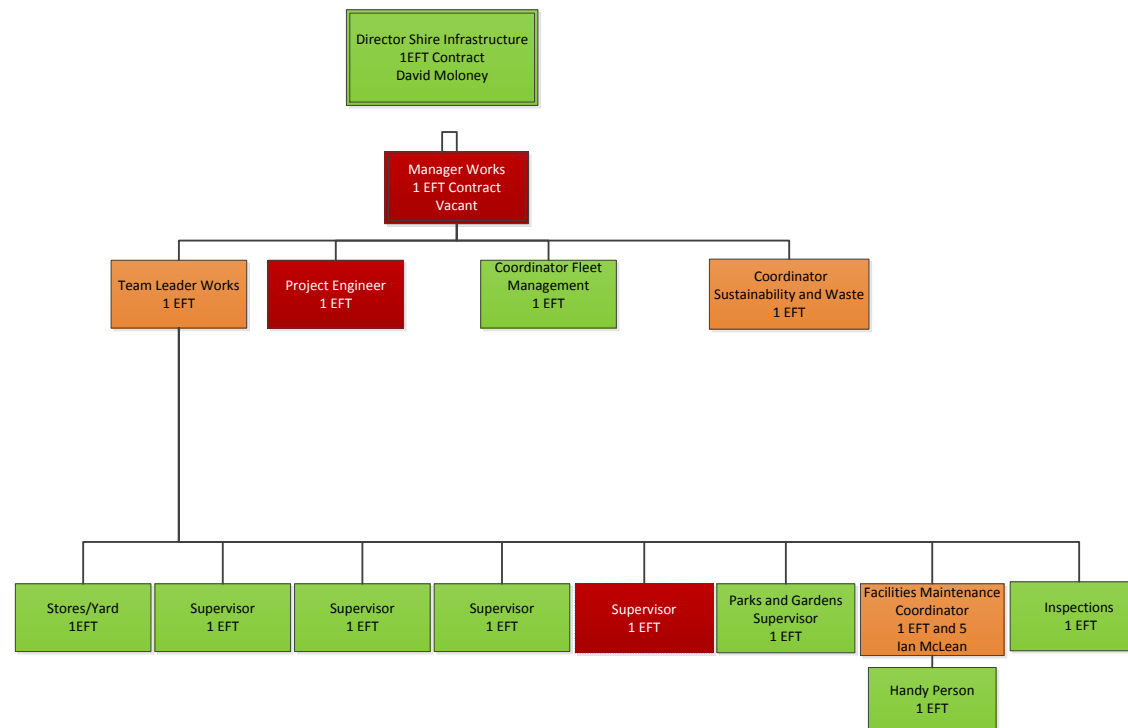 Director Shire Infrastructure
1EFT Contract
David Moloney
Manager Works
1 EFT Contract
Vacant
Team Leader Works
1 EFT
Project Engineer
1 EFT
Coordinator Fleet
Management
1 EFT
Coordinator
Sustainability and Waste
1 EFT
Stores/Yard
1EFT
Supervisor
1 EFT
Supervisor
1 EFT
Supervisor
1 EFT
Supervisor
1 EFT
Parks and Gardens
Supervisor
1 EFT
Facilities Maintenance
Coordinator
1 EFT and 5
Ian McLean
Inspections
1 EFT
Handy Person
1 EFT